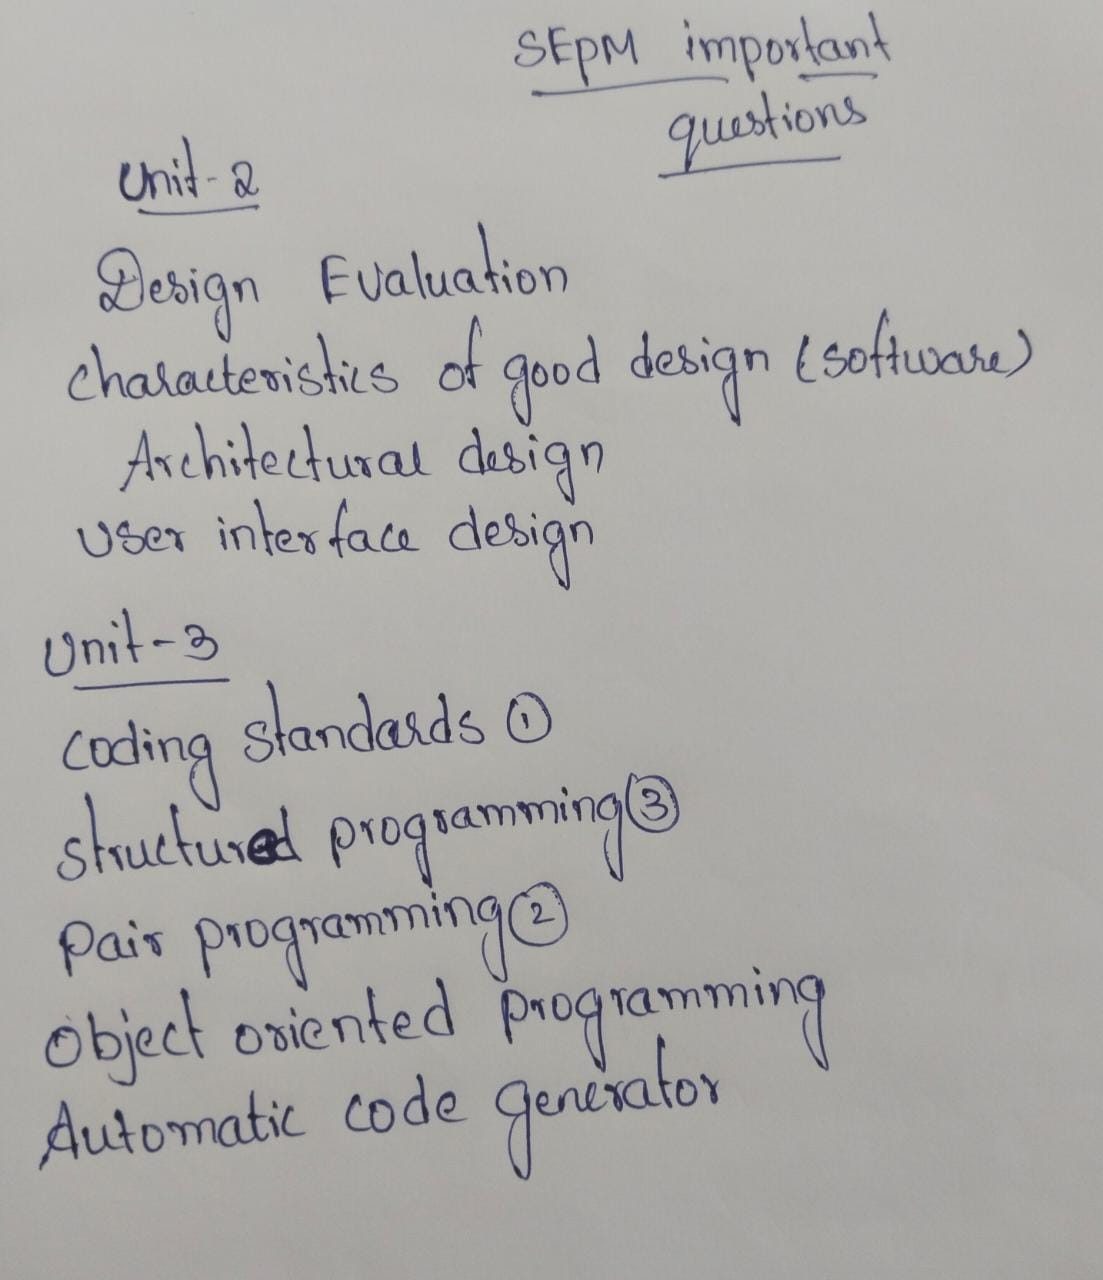 SEPM important
questions
Unit-2
Design Evaluation
characteristics of good design (software)
Architectural design
User interface design
Unit-3
coding standards ①
structured programming ③
pair programming ②
Object oriented programming
Automatic code generator